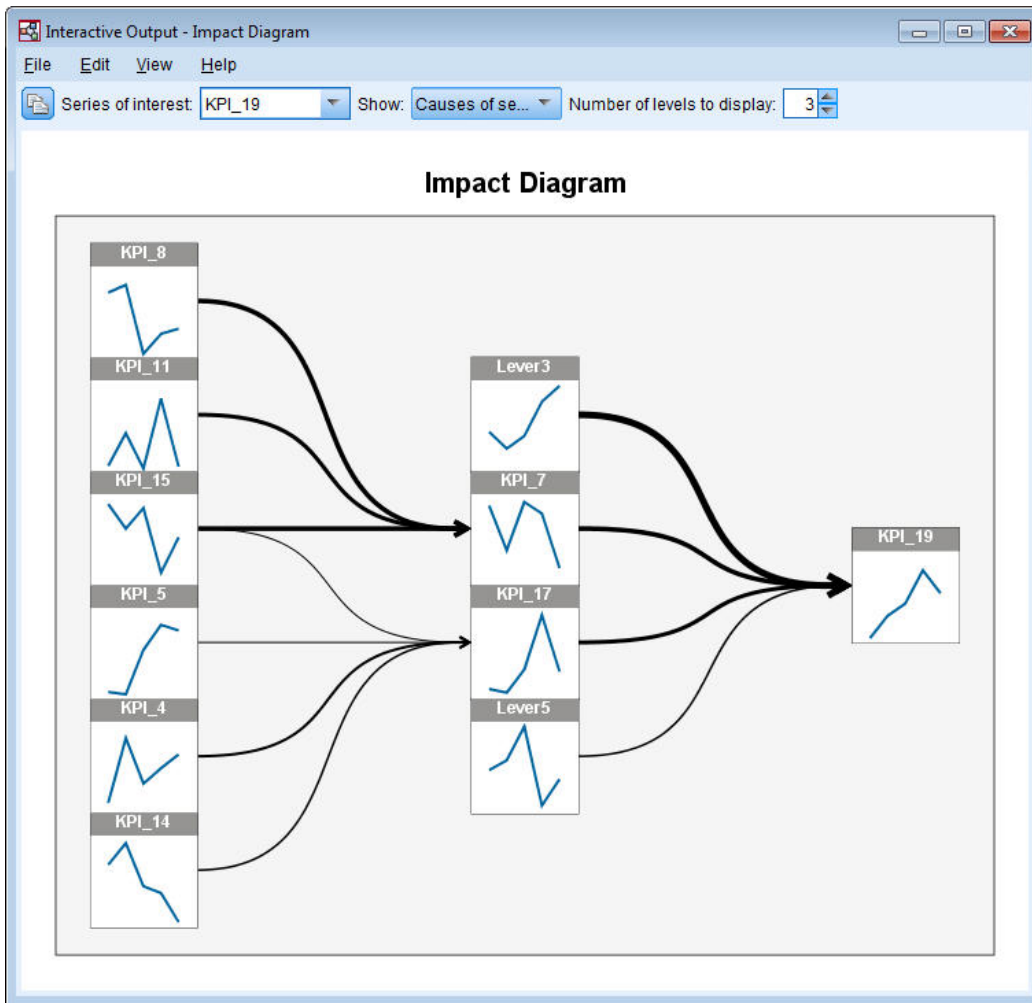 Interactive Output - Impact Diagram
File Edit View Help
Series of interest: KPI_19 Show: Causes of se... Number of levels to display: 3
Impact Diagram
KPI_8
KPI_11
KPI_15
KPI_5
KPI_4
KPI_14
Lever3
KPI_7
KPI_17
Lever5
KPI_19